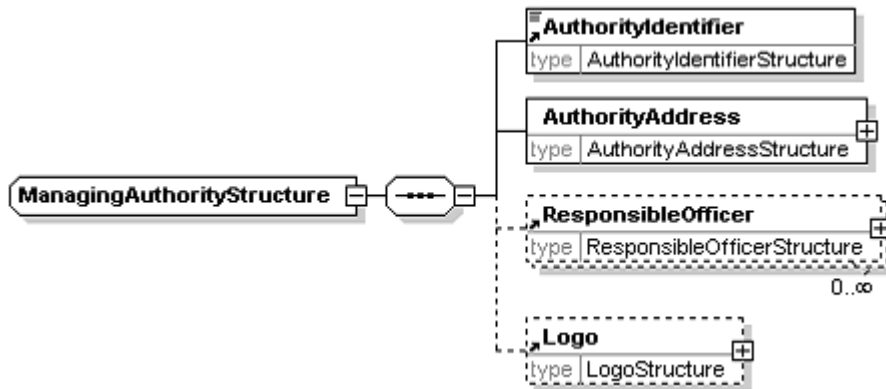 AuthorityIdentifier
type AuthorityIdentifierStructure
AuthorityAddress
type AuthorityAddressStructure
ManagingAuthorityStructure
ResponsibleOfficer
type ResponsibleOfficerStructure
0..∞
Logo
type LogoStructure